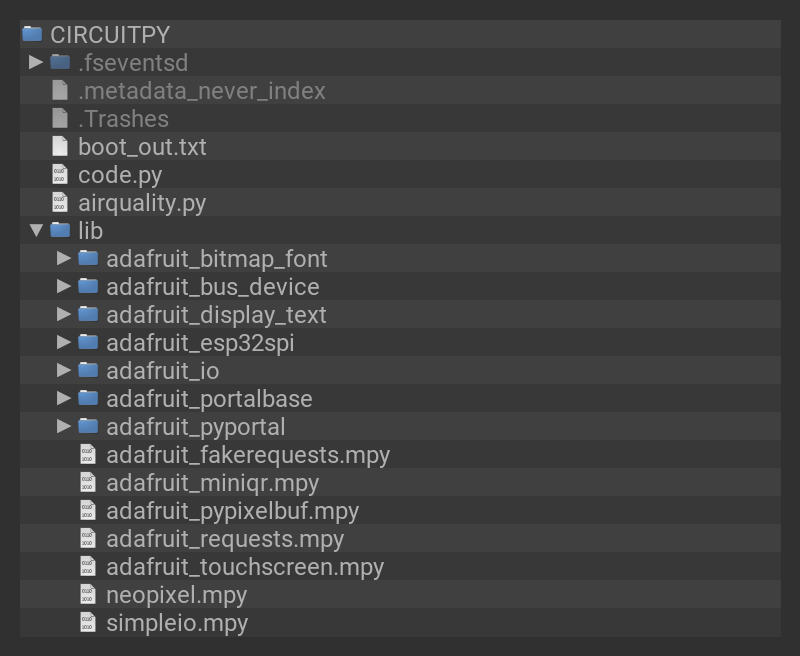 CIRCUITPY
.fseventsd
.metadata_never_index
.Trashes
boot_out.txt
code.py
airquality.py
lib
adafruit_bitmap_font
adafruit_bus_device
adafruit_display_text
adafruit_esp32spi
adafruit_io
adafruit_portalbase
adafruit_pyportal
adafruit_fakerequests.mpy
adafruit_miniqr.mpy
adafruit_pypixelbuf.mpy
adafruit_requests.mpy
adafruit_touchscreen.mpy
neopixel.mpy
simpleio.mpy